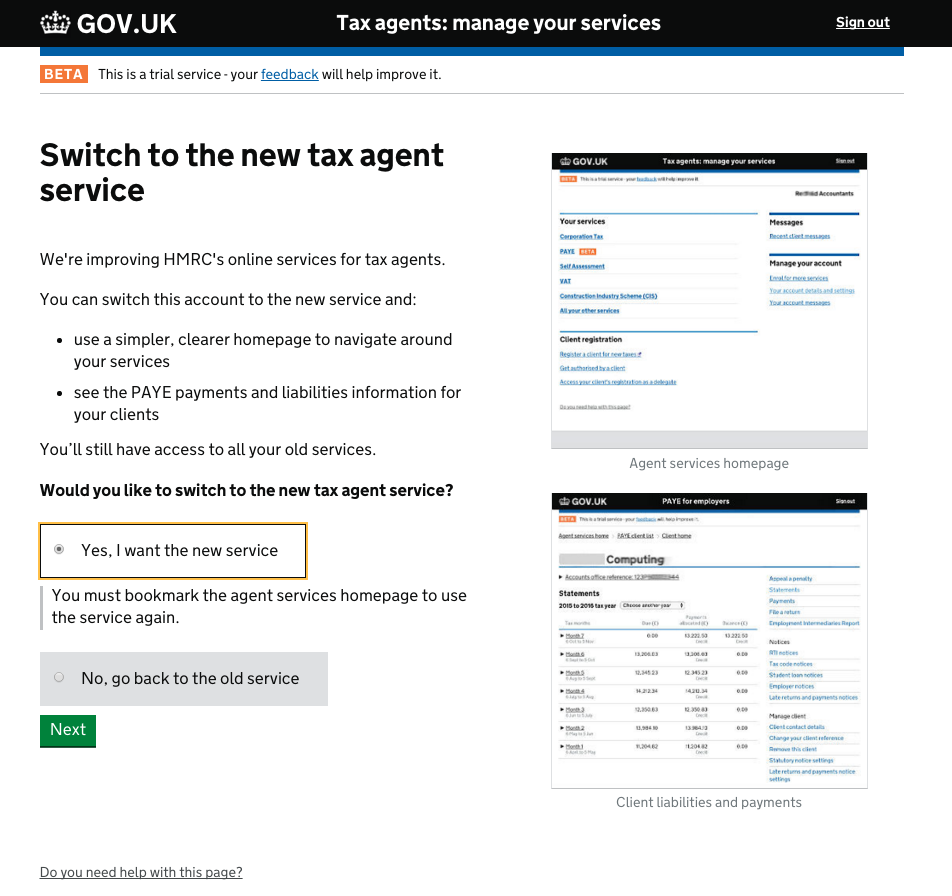 GOV.UK
Tax agents: manage your services
Sign out
BETA This is a trial service - your feedback will help improve it.
Switch to the new tax agent
service
We're improving HMRC's online services for tax agents.
You can switch this account to the new service and:
use a simpler, clearer homepage to navigate around
your services
see the PAYE payments and liabilities information for
your clients
You’ll still have access to all your old services.
Would you like to switch to the new tax agent service?
Yes, I want the new service
You must bookmark the agent services homepage to use
the service again.
No, go back to the old service
Next
Do you need help with this page?
GOV.UK
Tax agents: manage your services
Sign out
BETA This is a trial service - your feedback will help improve it.
Accountants
Your services
Corporation Tax
PAYE BETA
Self Assessment
VAT
Construction Industry Scheme (CIS)
All your other services
Messages
Recent client messages
Manage your account
Enrol for more services
Your account details and settings
Your account messages
Client registration
Register a client for new taxes
Get authorised by a client
Access your client's registration as a delegate
Do you need help with this page?
Agent services homepage
GOV.UK
PAYE for employers
Sign out
BETA This is a trial service - your feedback will help improve it.
Agent services home PAYE client list Client home
Computing
Accounts office reference:
Statements
2015 to 2016 tax year Choose another year
Tax months Due (£) Payments allocated (£) Balance (£)
Month 7 0.00 13,222.50 13,222.50
Credit Credit
Month 6 13,206.03 13,206.03 0.00
Credit
Month 5 12,345.23 12,345.23 0.00
Credit
Month 4 14,212.34 14,212.34 0.00
Credit
Month 3 12,350.63 12,350.63 0.00
Credit
Month 2 13,984.10 0.00
Credit
Month 1 11,204.82 11,204.82 0.00
Credit
Appeal a penalty
Statements
Payments
File a return
Employment Intermediaries Report
Notices
RTI notices
Tax code notices
Student loan notices
Employer notices
Late returns and payments notices
Manage client
Client contact details
Change your client reference
Remove this client
Statutory notice settings
Late returns and payments notice
settings
Client liabilities and payments